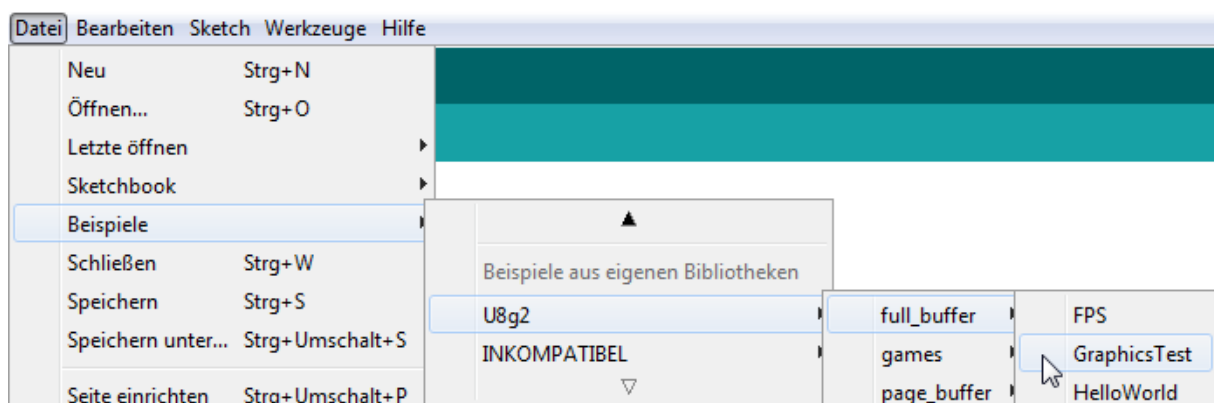 Datei Bearbeiten Sketch Werkzeuge Hilfe
Neu Strg+N
Öffnen... Strg+O
Letzte öffnen
Sketchbook
Beispiele
Schließen Strg+W
Speichern Strg+S
Speichern unter... Strg+Umschalt+S
Seite einrichten Strg+Umschalt+P
Beispiele aus eigenen Bibliotheken
U8g2
INKOMPATIBEL
full_buffer
games
page_buffer
FPS
GraphicsTest
HelloWorld